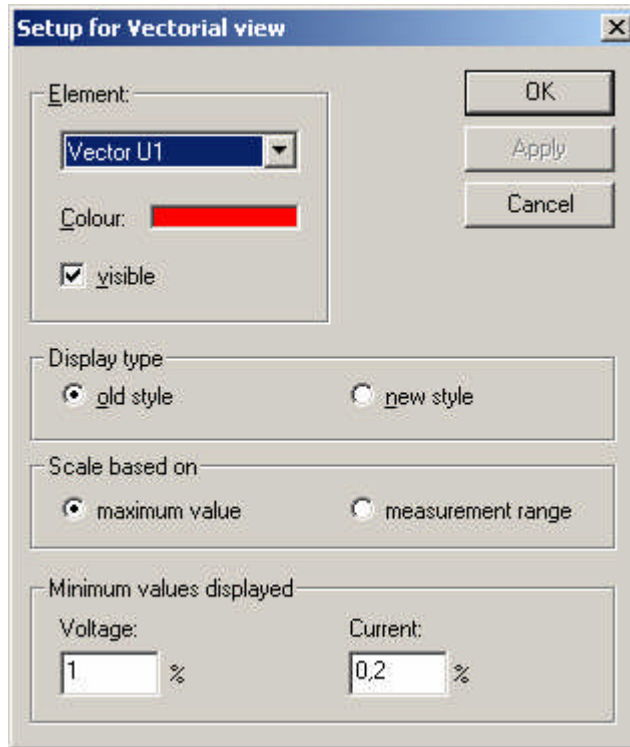 Setup for Vectorial view
Element:
Vector U1
Colour:
visible
OK
Apply
Cancel
Display type
old style
new style
Scale based on
maximum value
measurement range
Minimum values displayed
Voltage:
Current:
1 %
0,2 %